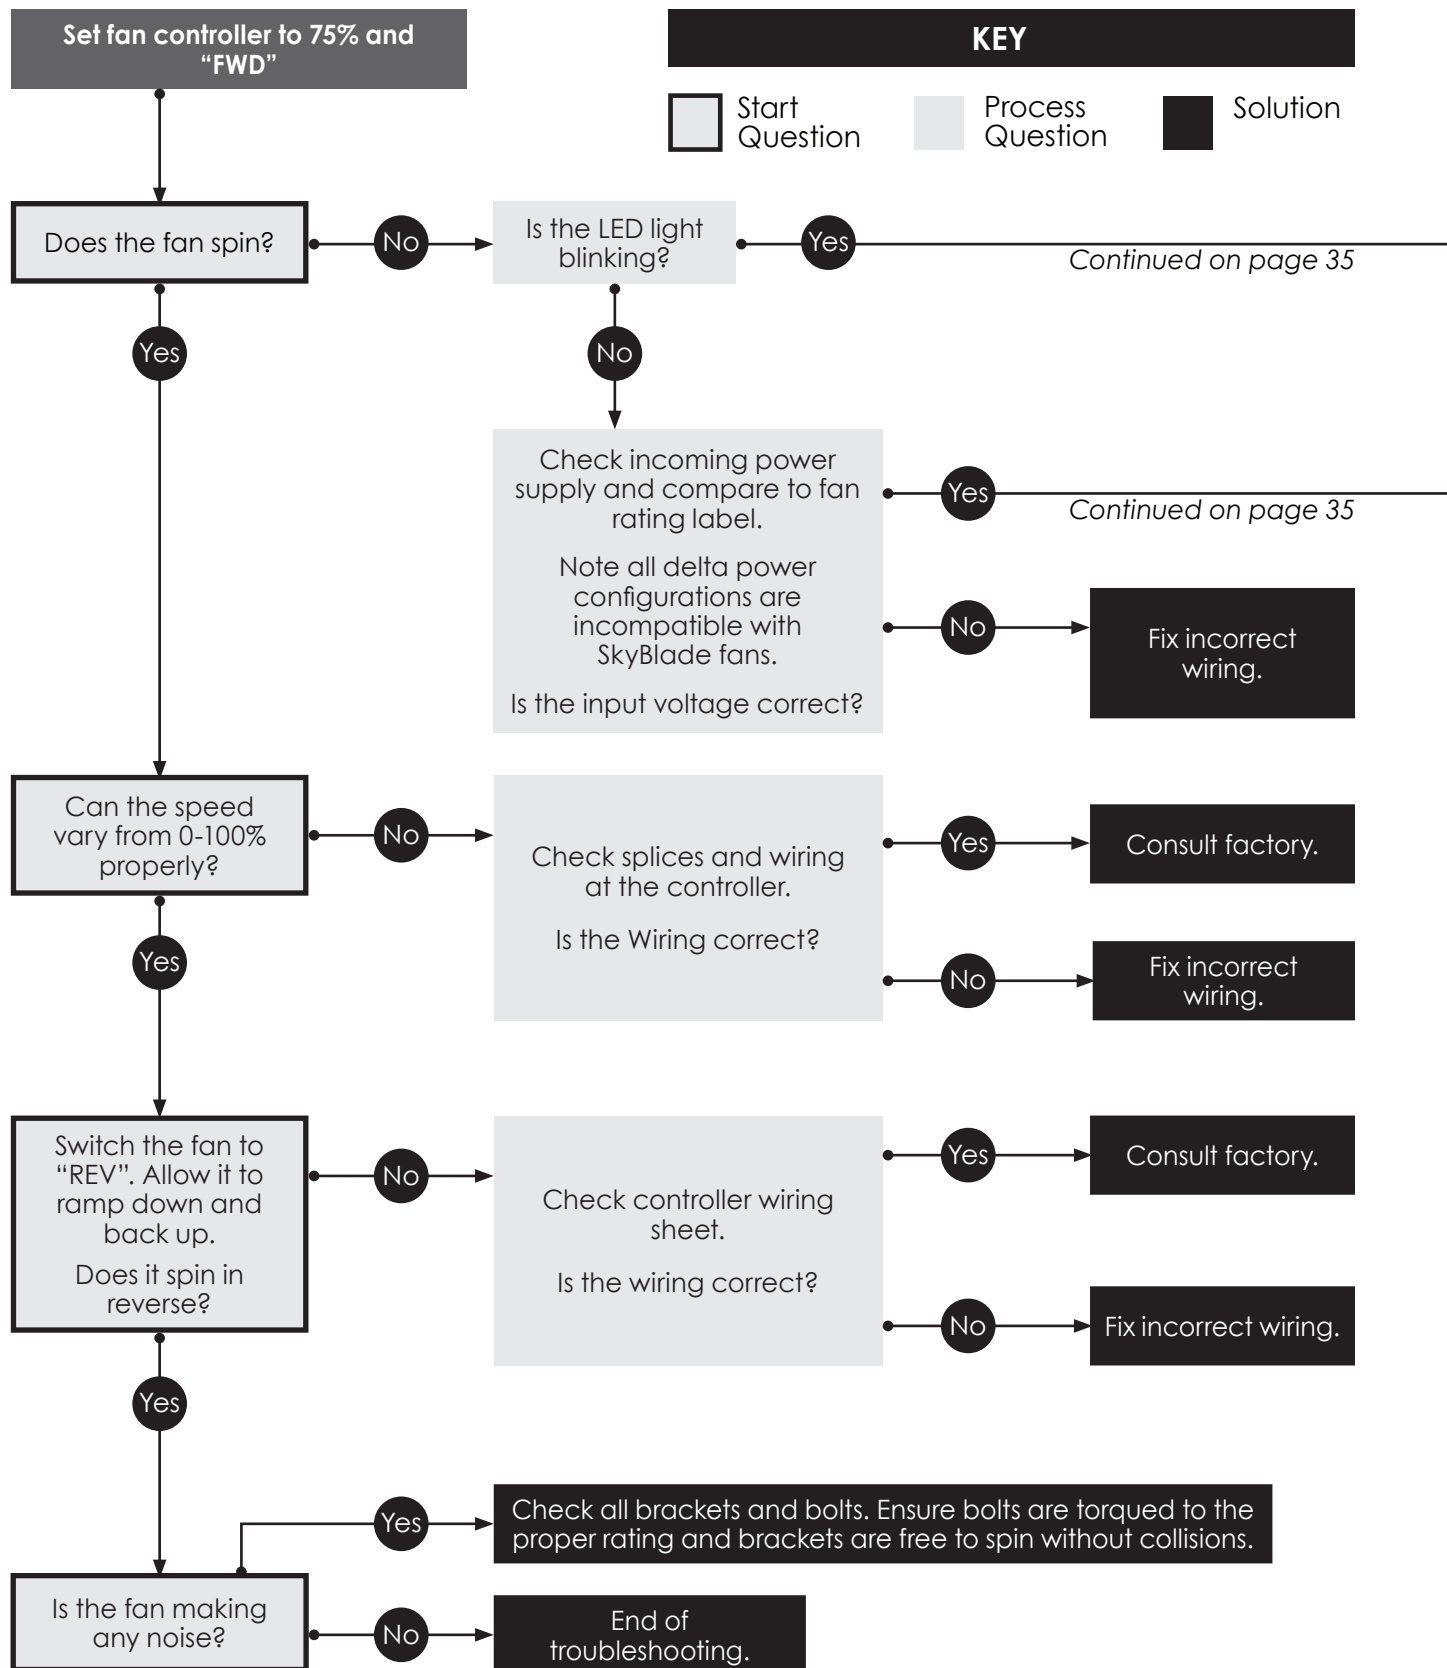 Set fan controller to 75% and
“FWD”
KEY
Start
Question
Process
Question
Solution
Does the fan spin?
No
Is the LED light
blinking?
Yes
Continued on page 35
Yes
No
Check incoming power
supply and compare to fan
rating label.
Note all delta power
configurations are
incompatible with
SkyBlade fans.
Is the input voltage correct?
Yes
Continued on page 35
No
Fix incorrect
wiring.
Can the speed
vary from 0-100%
properly?
No
Check splices and wiring
at the controller.
Is the Wiring correct?
Yes
Consult factory.
No
Fix incorrect
wiring.
Yes
Switch the fan to
“REV”. Allow it to
ramp down and
back up.
Does it spin in
reverse?
No
Check controller wiring
sheet.
Is the wiring correct?
Yes
Consult factory.
No
Fix incorrect wiring.
Yes
Yes
Check all brackets and bolts. Ensure bolts are torqued to the
proper rating and brackets are free to spin without collisions.
Is the fan making
any noise?
No
End of
troubleshooting.